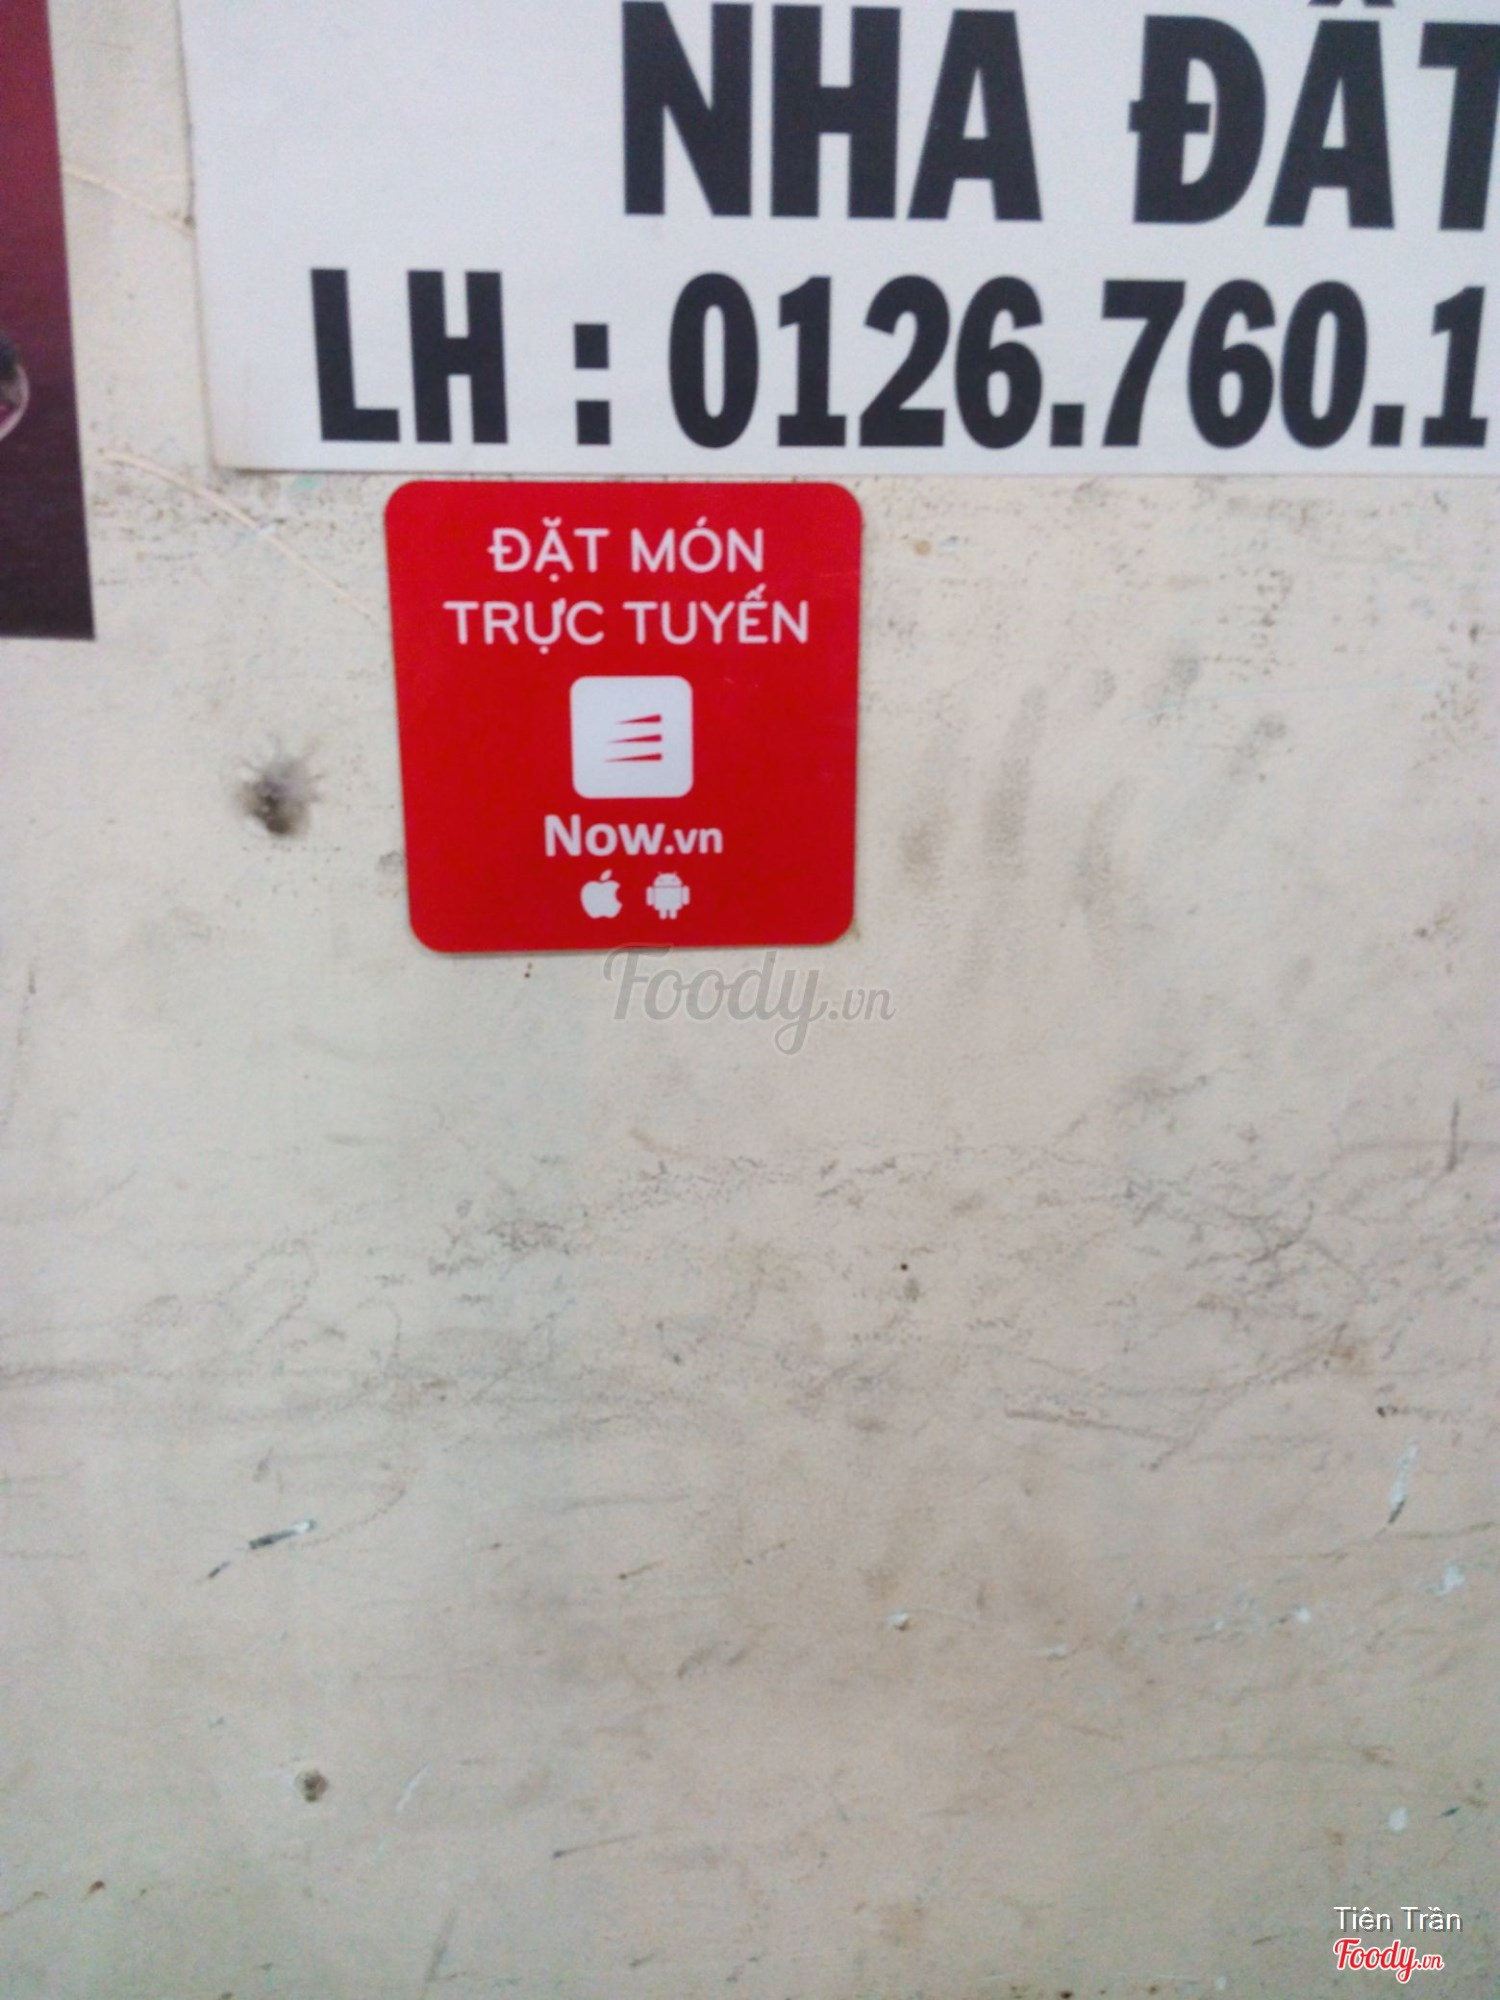 NHA ĐẤT
LH : 0126.760.1
ĐẶT MÓN
TRỰC TUYẾN
Now.vn
Foody.vn
Tiên Trần
Foody.vn